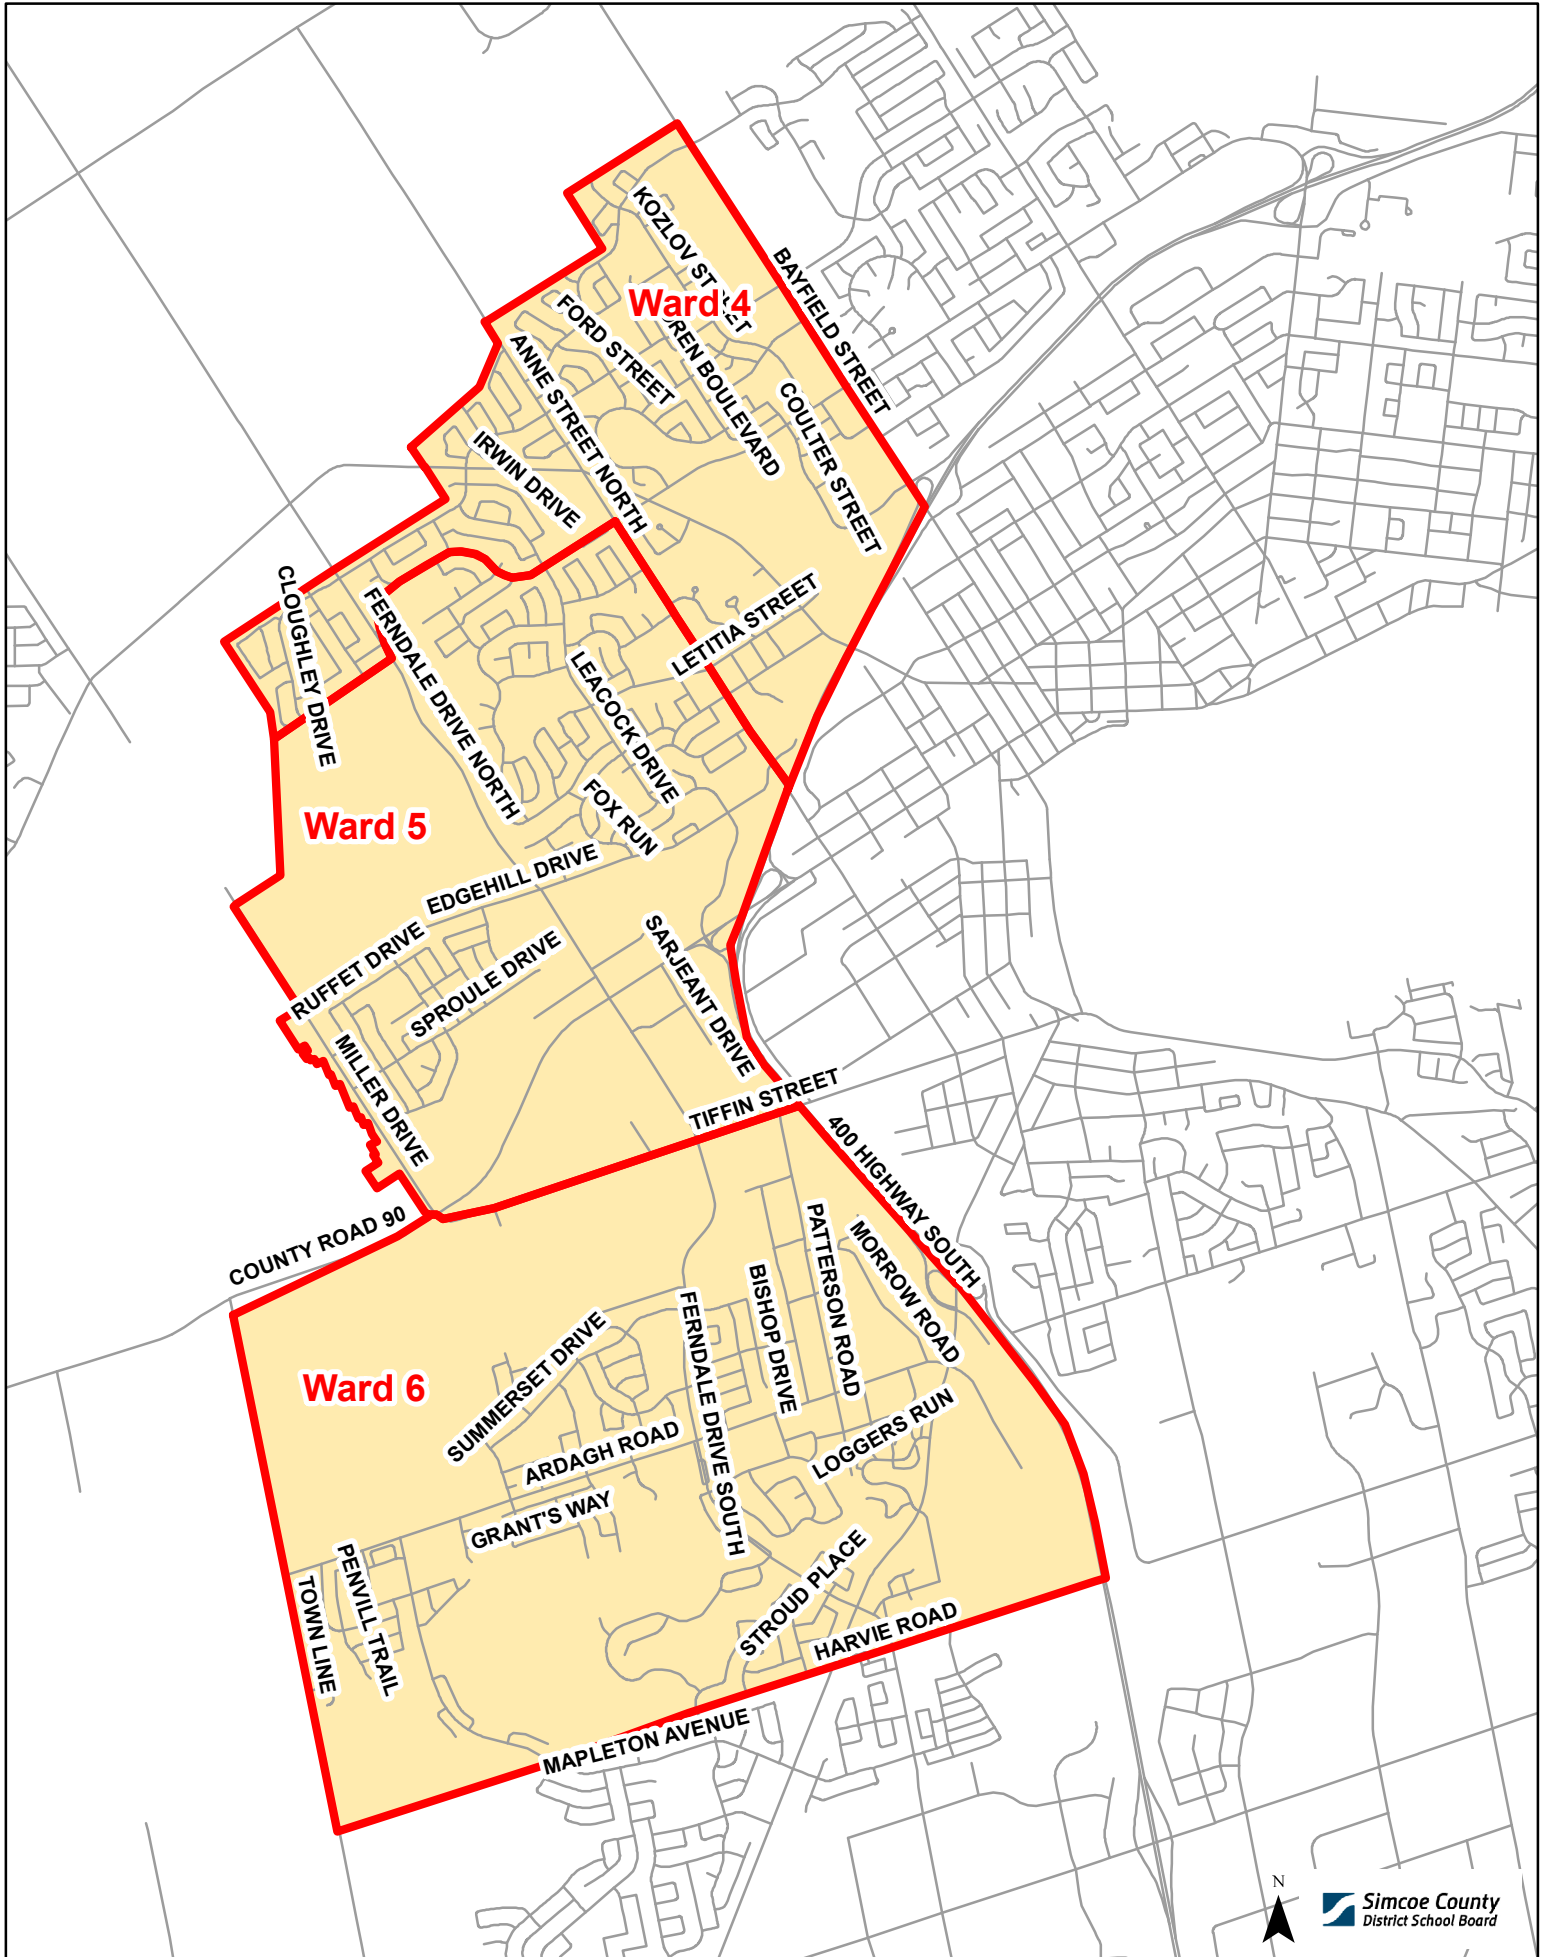 KOZLOV STREET
BAYFIELD STREET
Ward 4
FORD STREET
BOULEVARD
ANNE STREET NORTH
COULTER STREET
IRWIN DRIVE
CLOUGHLEY DRIVE
FERNDALE DRIVE NORTH
LETITIA STREET
LEACOCK DRIVE
FOX RUN
Ward 5
EDGEHILL DRIVE
RUFFET DRIVE
SPROULE DRIVE
SARJEANT DRIVE
MILLER DRIVE
TIFFIN STREET
400 HIGHWAY SOUTH
COUNTY ROAD 90
PATTERSON ROAD
MORROW ROAD
BISHOP DRIVE
FERNDALE DRIVE SOUTH
SUMMERSET DRIVE
Ward 6
LOGGERS RUN
ARDAGH ROAD
GRANT'S WAY
PENVILL TRAIL
TOWN LINE
STROUD PLACE
HARVIE ROAD
MAPLETON AVENUE
N
Simcoe County
District School Board